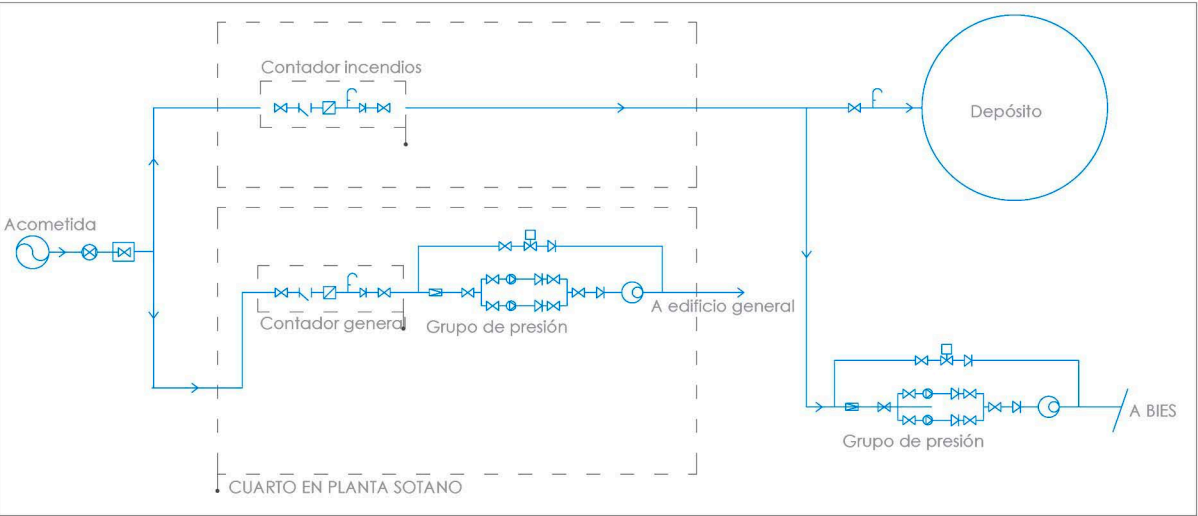 Contador incendios
Depósito
Acometida
Contador general
Grupo de presión
A edificio general
A BIES
Grupo de presión
CUARTO EN PLANTA SOTANO